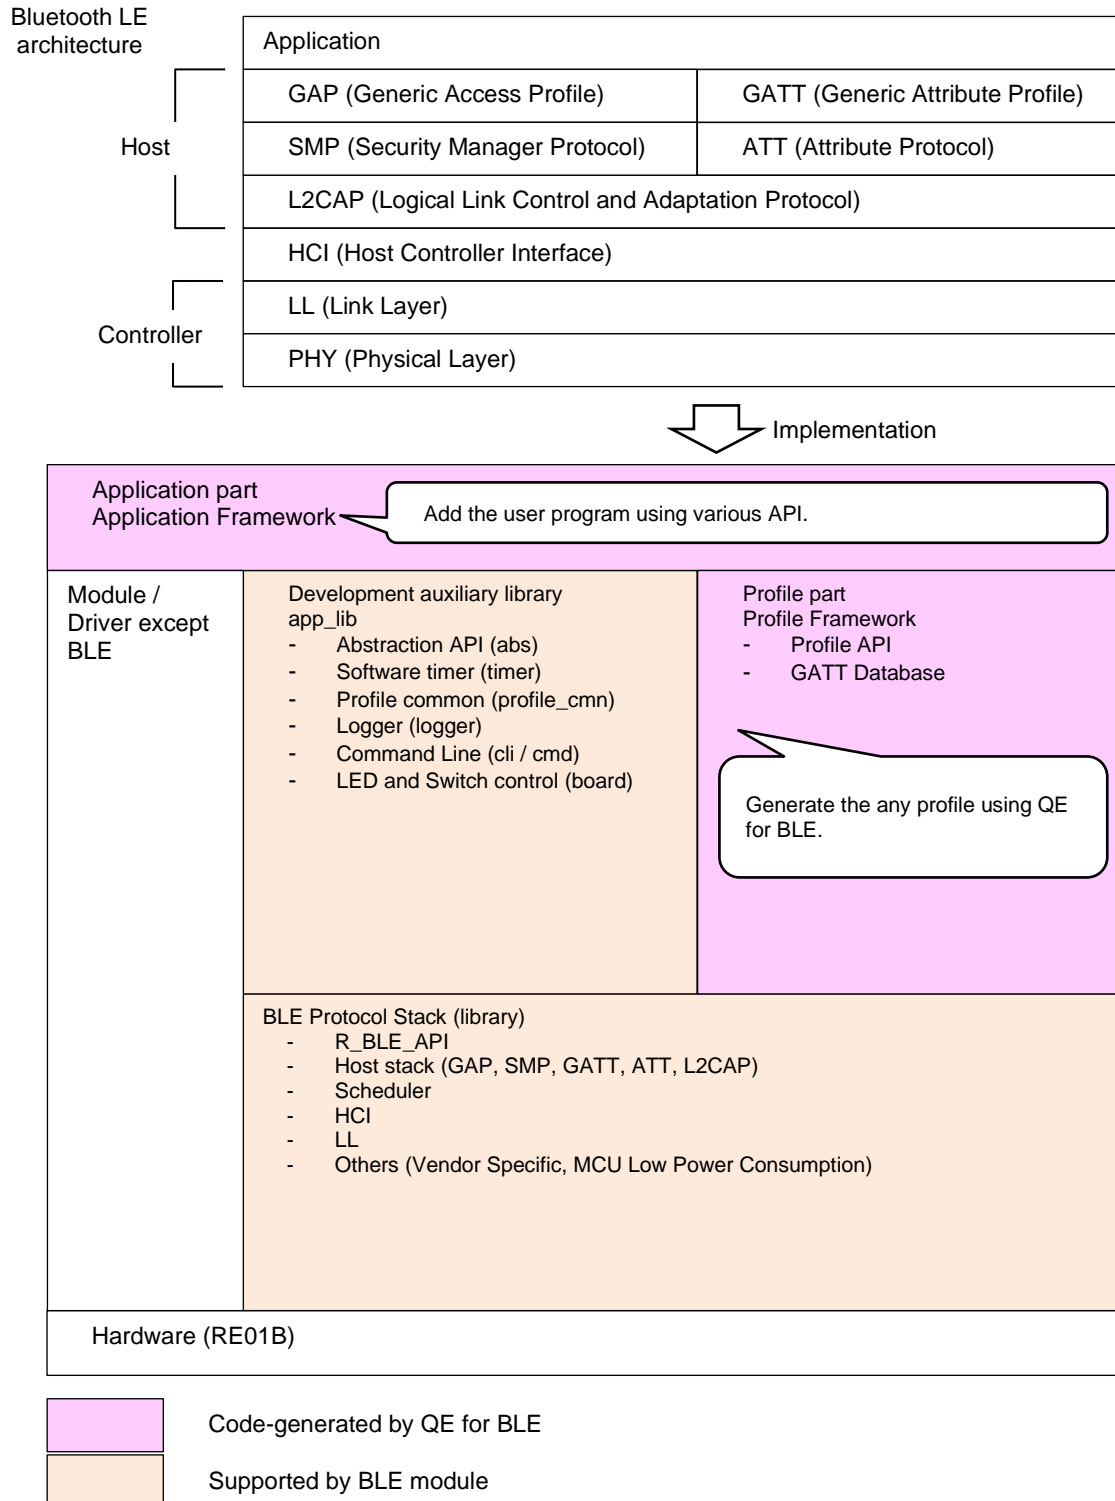 Bluetooth LE
architecture
Application
GAP (Generic Access Profile)
GATT (Generic Attribute Profile)
Host
SMP (Security Manager Protocol)
ATT (Attribute Protocol)
L2CAP (Logical Link Control and Adaptation Protocol)
HCI (Host Controller Interface)
LL (Link Layer)
Controller
PHY (Physical Layer)
Implementation
Application part
Application Framework
Add the user program using various API.
Module /
Driver except
BLE
Development auxiliary library
app_lib
- Abstraction API (abs)
- Software timer (timer)
- Profile common (profile_cmn)
- Logger (logger)
- Command Line (cli / cmd)
- LED and Switch control (board)
Profile part
Profile Framework
- Profile API
- GATT Database
Generate the any profile using QE
for BLE.
BLE Protocol Stack (library)
- R_BLE_API
- Host stack (GAP, SMP, GATT, ATT, L2CAP)
- Scheduler
- HCI
- LL
- Others (Vendor Specific, MCU Low Power Consumption)
Hardware (RE01B)
Code-generated by QE for BLE
Supported by BLE module